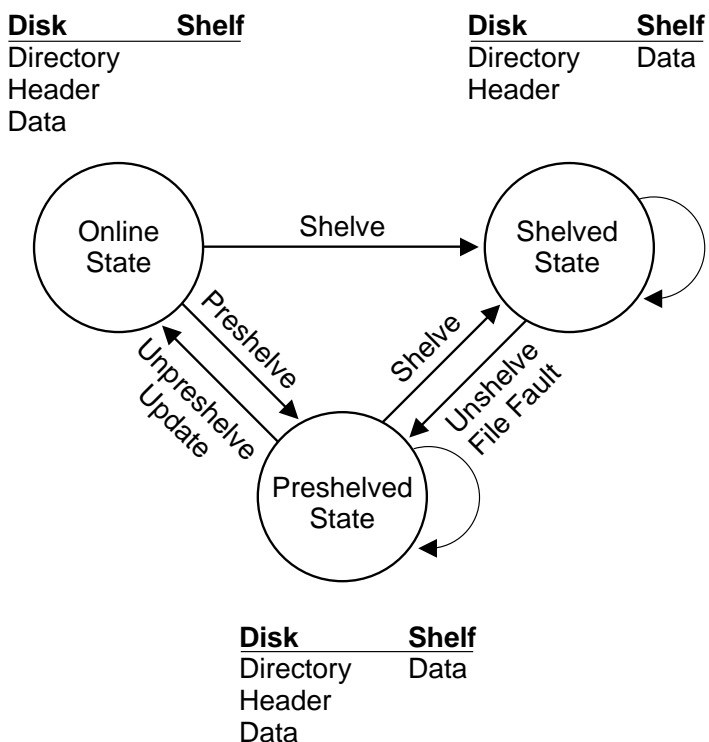 Disk Shelf
Directory
Header
Data
Disk Shelf
Directory Data
Header
Online
State
Shelve
Shelved
State
Preshelve
Unpreshelve
Update
Shelve
Unshelve
File Fault
Preshelved
State
Disk Shelf
Directory Data
Header
Data